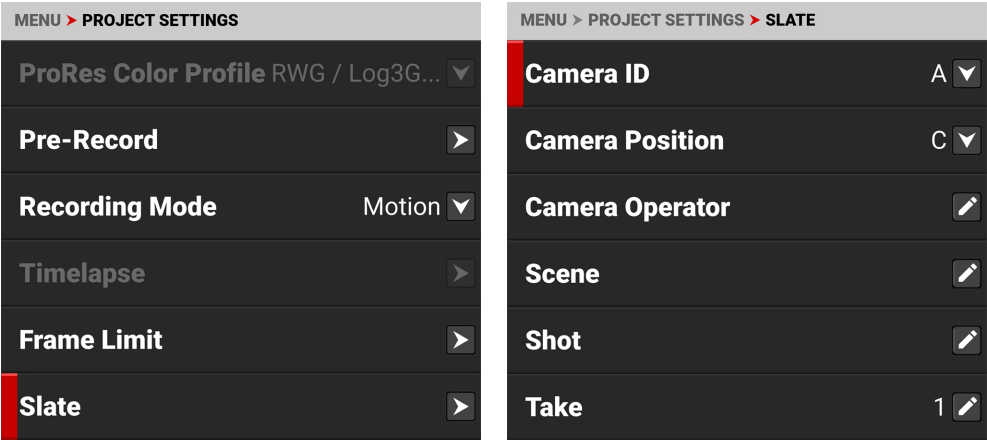 MENU > PROJECT SETTINGS
ProRes Color Profile RWG / Log3G...
Pre-Record
Recording Mode Motion
Timelapse
Frame Limit
Slate
MENU > PROJECT SETTINGS > SLATE
Camera ID A
Camera Position C
Camera Operator
Scene
Shot
Take 1